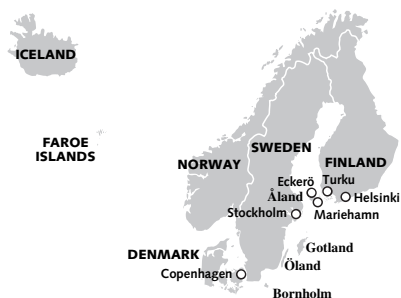 ICELAND
FAROE
ISLANDS
NORWAY
SWEDEN
FINLAND
Eckerö
Turku
Åland
Helsinki
Stockholm
Mariehamn
DENMARK
Gotland
Copenhagen
Öland
Bornholm